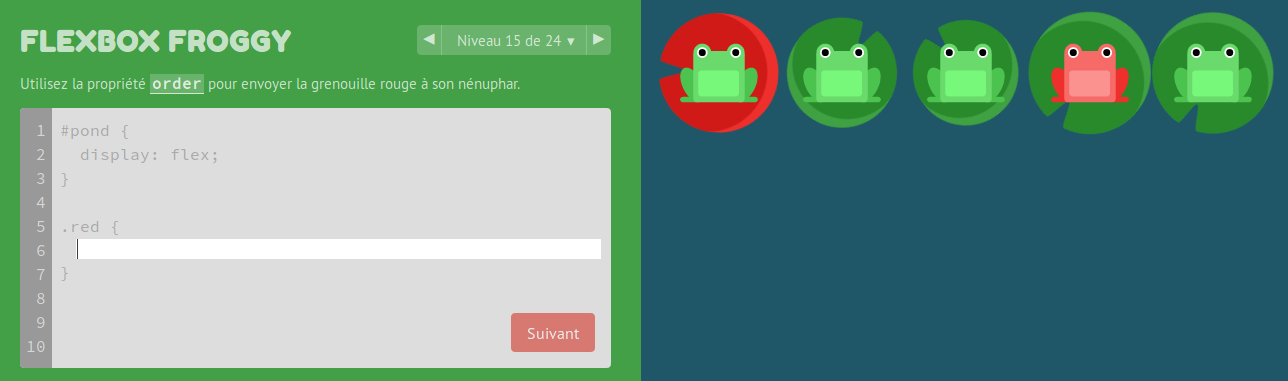 FLEXBOX FROGGY
◀ Niveau 15 de 24 ▾ ▶
Utilisez la propriété order pour envoyer la grenouille rouge à son nénuphar.
1 #pond {
2 display: flex;
3 }
4
5 .red {
6
7 }
8
9
10
Suivant